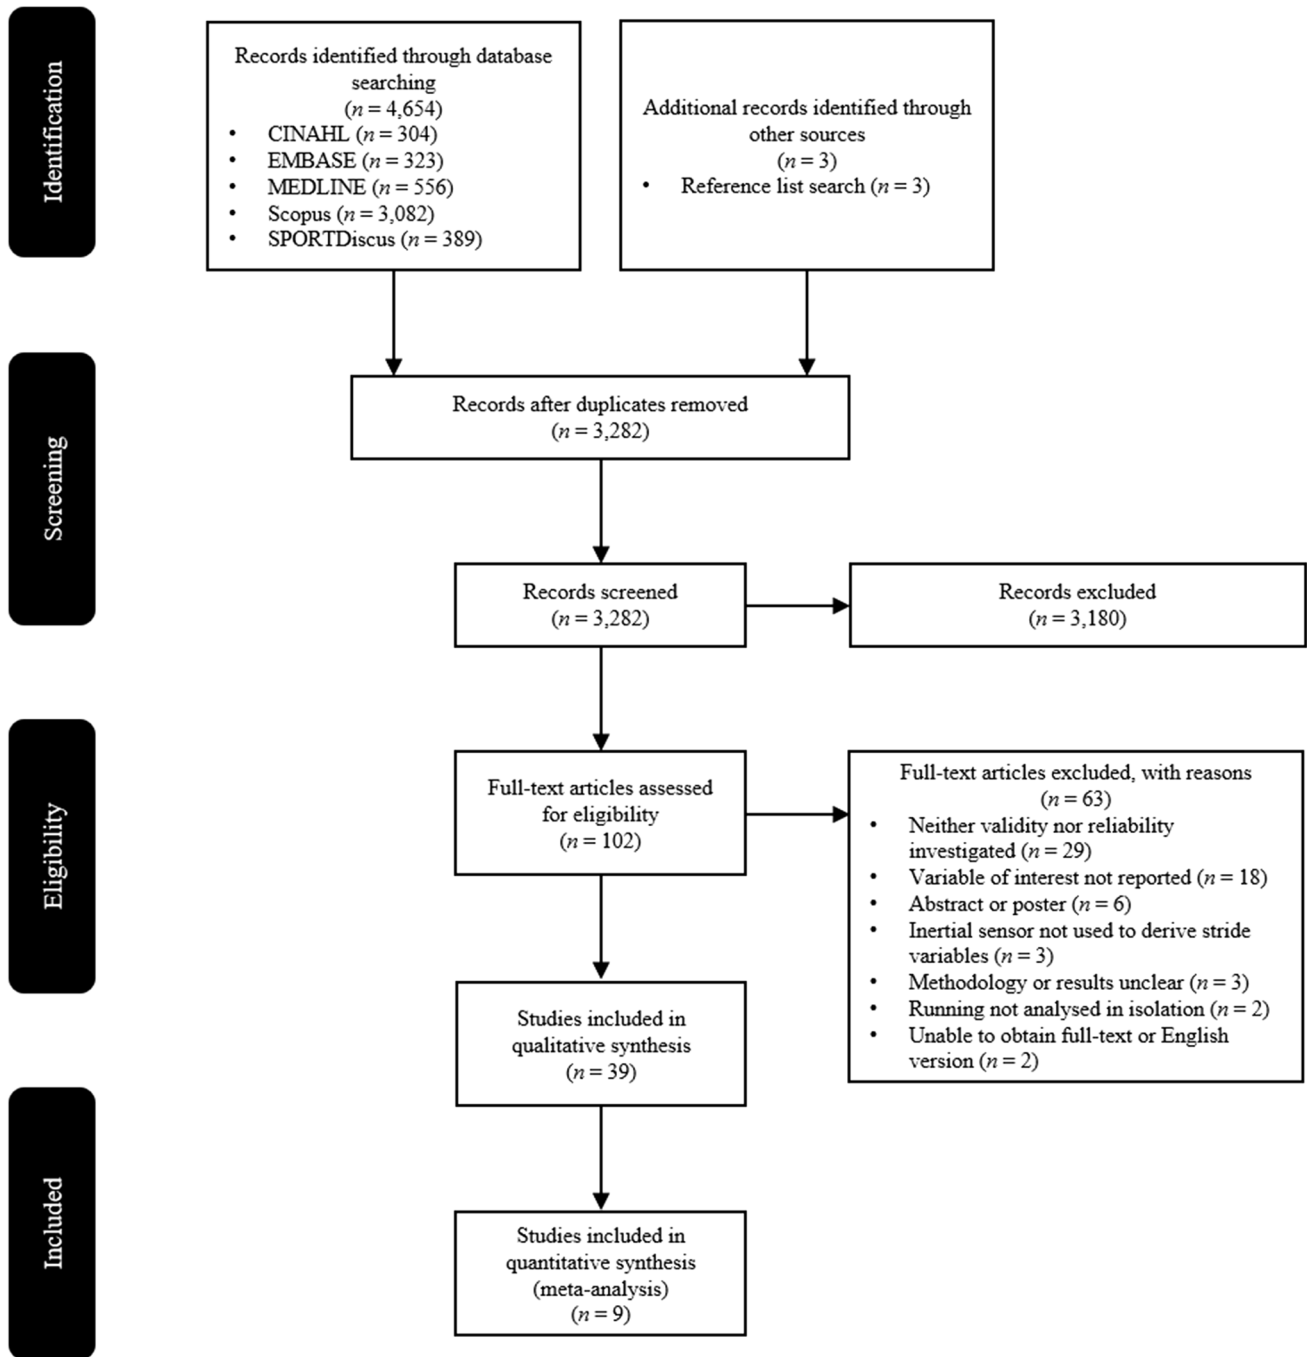 Identification
Records identified through database
searching
(n = 4,654)
• CINAHL (n = 304)
• EMBASE (n = 323)
• MEDLINE (n = 556)
• Scopus (n = 3,082)
• SPORTDiscus (n = 389)
Additional records identified through
other sources
(n = 3)
• Reference list search (n = 3)
Screening
Records after duplicates removed
(n = 3,282)
Records screened
(n = 3,282)
Records excluded
(n = 3,180)
Eligibility
Full-text articles assessed
for eligibility
(n = 102)
Full-text articles excluded, with reasons
(n = 63)
• Neither validity nor reliability
investigated (n = 29)
• Variable of interest not reported (n = 18)
• Abstract or poster (n = 6)
• Inertial sensor not used to derive stride
variables (n = 3)
• Methodology or results unclear (n = 3)
• Running not analysed in isolation (n = 2)
• Unable to obtain full-text or English
version (n = 2)
Studies included in
qualitative synthesis
(n = 39)
Included
Studies included in
quantitative synthesis
(meta-analysis)
(n = 9)